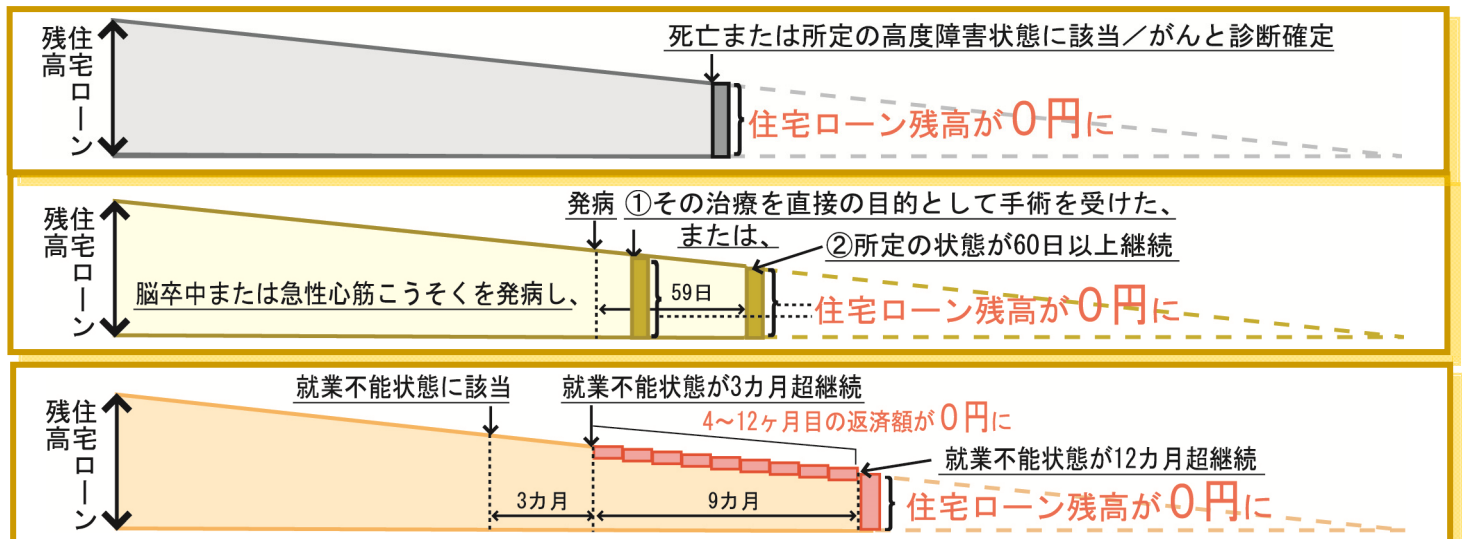 住宅ローン残高
死亡または所定の高度障害状態に該当／がんと診断確定
住宅ローン残高が0円に
住宅ローン残高
発病
①その治療を直接の目的として手術を受けた、
または、
②所定の状態が60日以上継続
脳卒中または急性心筋こうそくを発病し、
59日
住宅ローン残高が0円に
住宅ローン残高
就業不能状態に該当
就業不能状態が3カ月超継続
4〜12ヶ月目の返済額が0円に
就業不能状態が12カ月超継続
3カ月
9カ月
住宅ローン残高が0円に